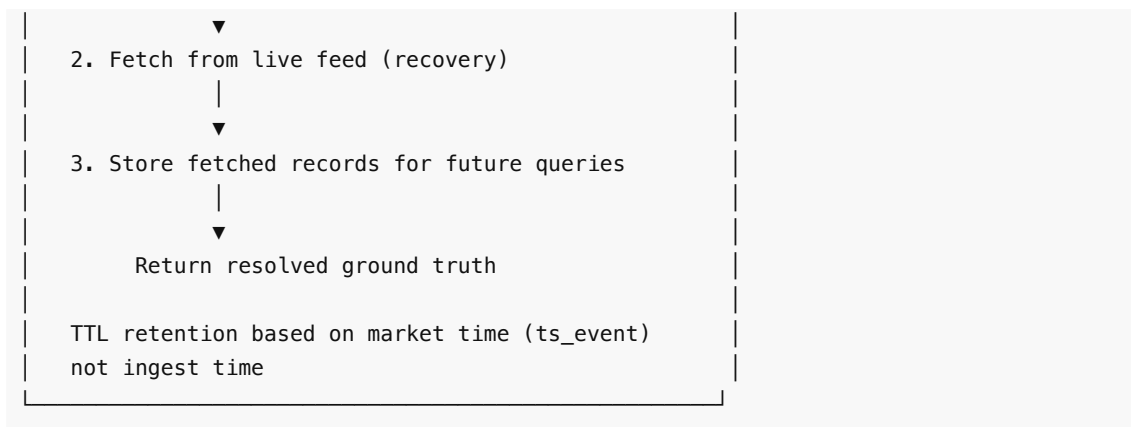 ▼
2. Fetch from live feed (recovery)
▼
3. Store fetched records for future queries
▼
Return resolved ground truth
TTL retention based on market time (ts_event)
not ingest time